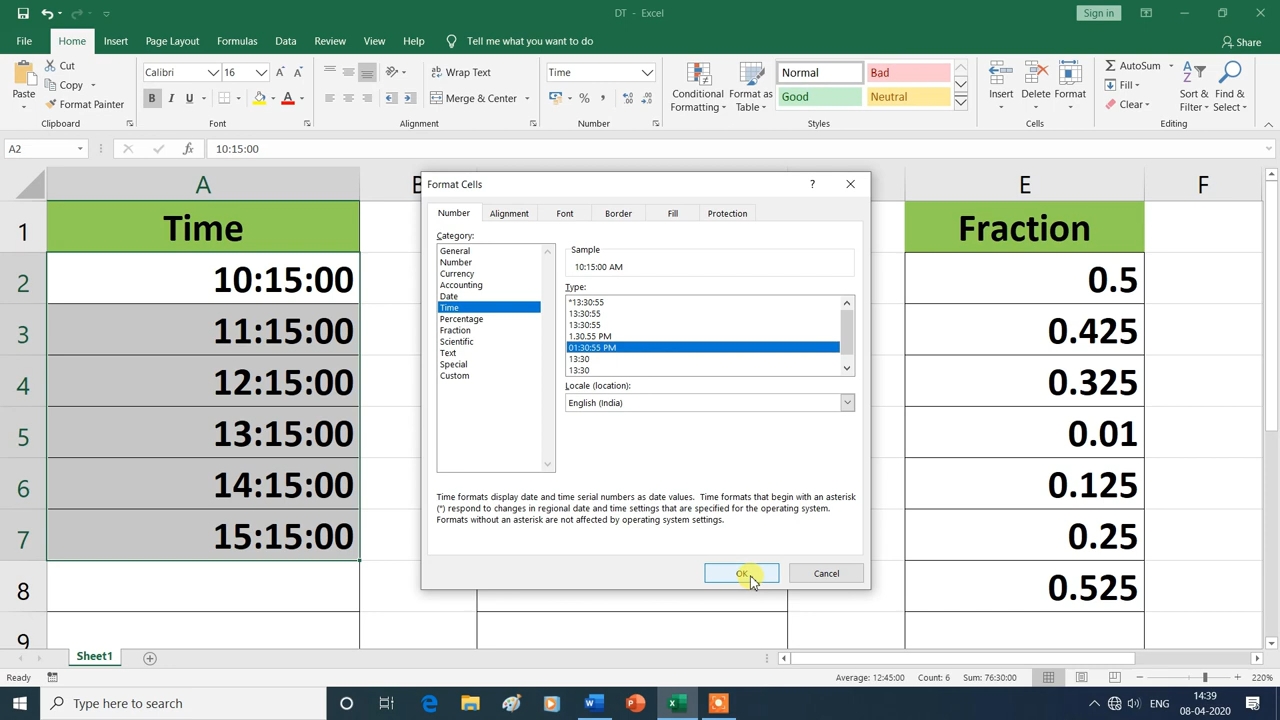 DT - Excel
Sign in
File Home Insert Page Layout Formulas Data Review View Help Tell me what you want to do Share
Paste
Cut
Copy
Format Painter
Clipboard
Calibri 16
B I U
Font
Wrap Text
Merge & Center
Alignment
Time
Number
Conditional Formatting
Format as Table
Normal Bad
Good Neutral
Styles
Insert Delete Format
Cells
AutoSum
Fill
Clear
Sort & Filter
Find & Select
Editing
A2 fx 10:15:00
A B E F
1 Time Fraction
2 10:15:00 0.5
3 11:15:00 0.425
4 12:15:00 0.325
5 13:15:00 0.01
6 14:15:00 0.125
7 15:15:00 0.25
8 0.525
9
Format Cells
Number Alignment Font Border Fill Protection
Category:
General
Number
Currency
Accounting
Date
Time
Percentage
Fraction
Scientific
Text
Special
Custom
Sample
10:15:00 AM
Type:
*13:30:55
13:30:55
13:30:55
1.30.55 PM
01:30:55 PM
13:30
13:30
Locale (location):
English (India)
Time formats display date and time serial numbers as date values. Time formats that begin with an asterisk
(*) respond to changes in regional date and time settings that are specified for the operating system.
Formats without an asterisk are not affected by operating system settings.
OK Cancel
Sheet1
Ready Average: 12:45:00 Count: 6 Sum: 76:30:00 220%
Type here to search
ENG
14:39
08-04-2020